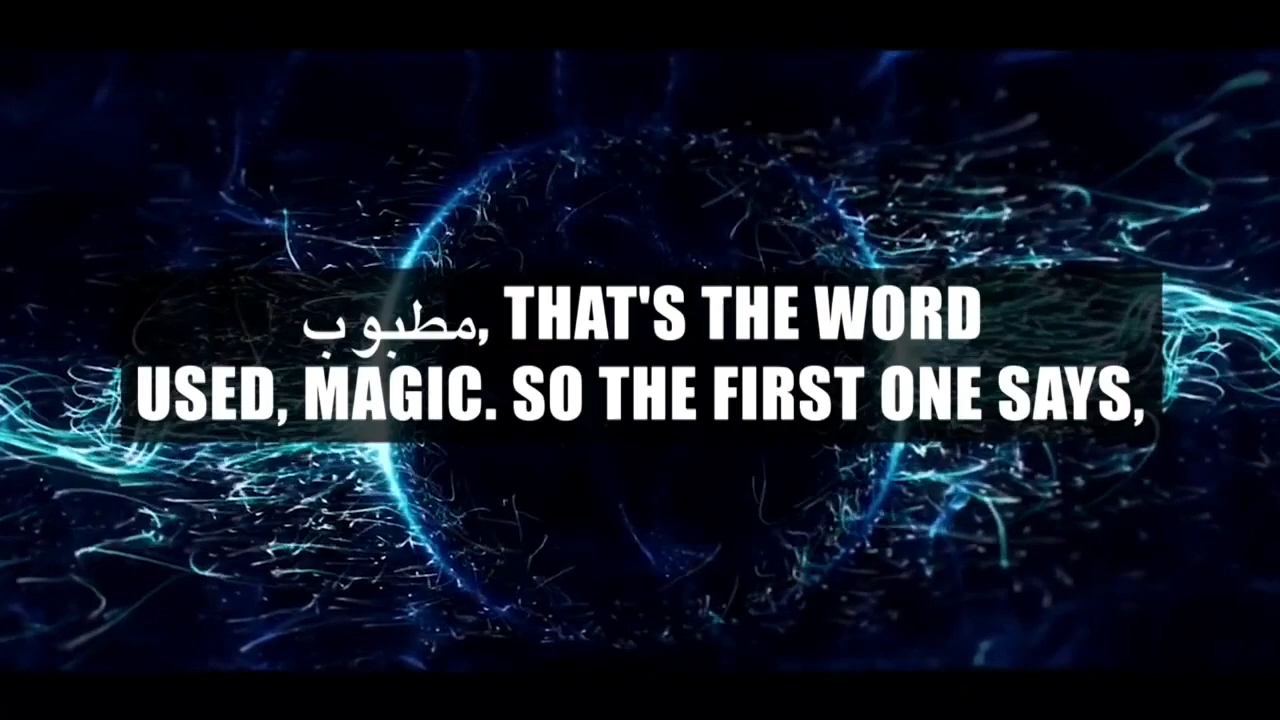 مطبوب, THAT'S THE WORD
USED, MAGIC. SO THE FIRST ONE SAYS,